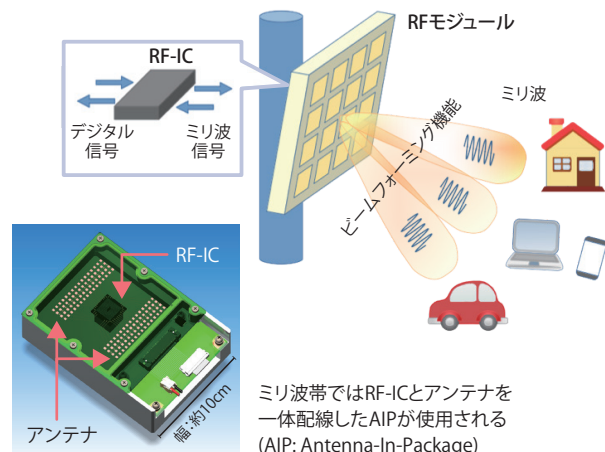 RFモジュール
RF-IC
デジタル
信号
ミリ波
信号
ミリ波
ビームフォーミング機能
RF-IC
アンテナ
幅：約10cm
ミリ波帯ではRF-ICとアンテナを
一体配線したAIPが使用される
(AIP: Antenna-In-Package)